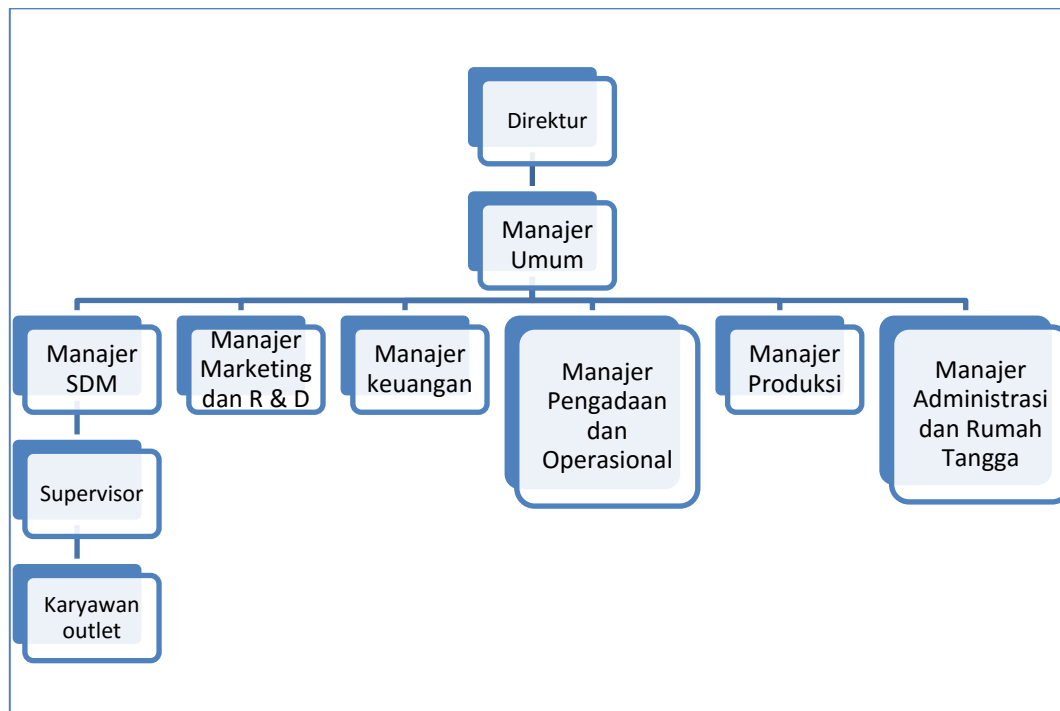 Direktur
Manajer
Umum
Manajer
SDM
Manajer
Marketing
dan R & D
Manajer
keuangan
Manajer
Pengadaan
dan
Operasional
Manajer
Produksi
Manajer
Administrasi
dan Rumah
Tangga
Supervisor
Karyawan
outlet